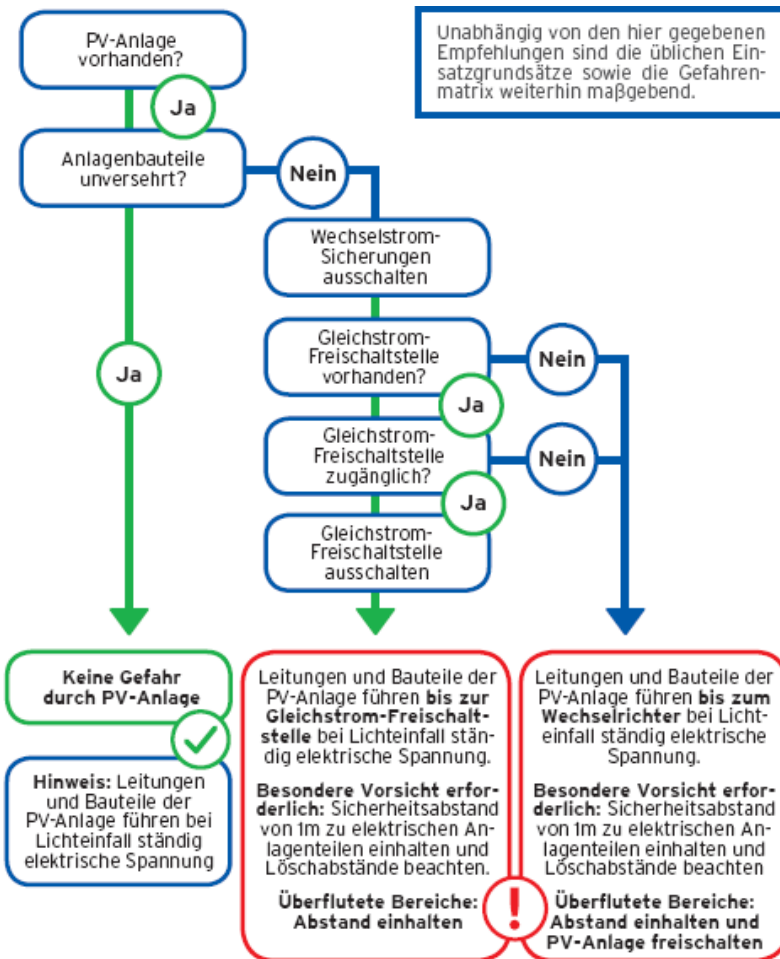 PV-Anlage
vorhanden?
Unabhängig von den hier gegebenen
Empfehlungen sind die üblichen Ein-
satzgrundsätze sowie die Gefahren-
matrix weiterhin maßgebend.
Ja
Anlagenbauteile
unversehrt?
Nein
Wechselstrom-
Sicherungen
ausschalten
Gleichstrom-
Freischaltstelle
vorhanden?
Nein
Ja
Ja
Gleichstrom-
Freischaltstelle
zugänglich?
Nein
Ja
Gleichstrom-
Freischaltstelle
ausschalten
Keine Gefahr
durch PV-Anlage
Hinweis: Leitungen
und Bauteile der
PV-Anlage führen bei
Lichteinfall ständig
elektrische Spannung
Leitungen und Bauteile der
PV-Anlage führen bis zur
Gleichstrom-Freischalt-
stelle bei Lichteinfall stän-
dig elektrische Spannung.
Besondere Vorsicht erfor-
derlich: Sicherheitsabstand
von 1m zu elektrischen An-
lagenteilen einhalten und
Löschabstände beachten.
Überflutete Bereiche:
Abstand einhalten
!
Leitungen und Bauteile der
PV-Anlage führen bis zum
Wechselrichter bei Licht-
einfall ständig elektrische
Spannung.
Besondere Vorsicht erfor-
derlich: Sicherheitsabstand
von 1m zu elektrischen An-
lagenteilen einhalten und
Löschabstände beachten
Überflutete Bereiche:
Abstand einhalten und
PV-Anlage freischalten